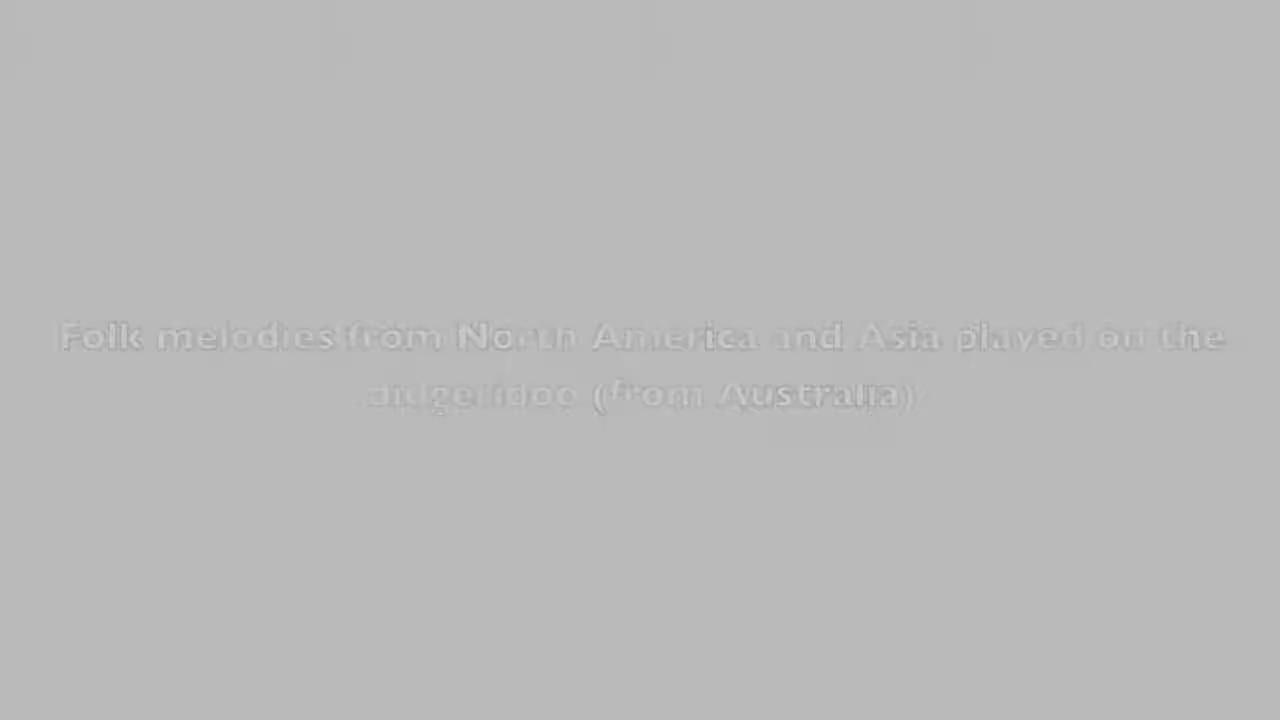 Folk melodies from North America and Asia played on the
didgeridoo (from Australia)